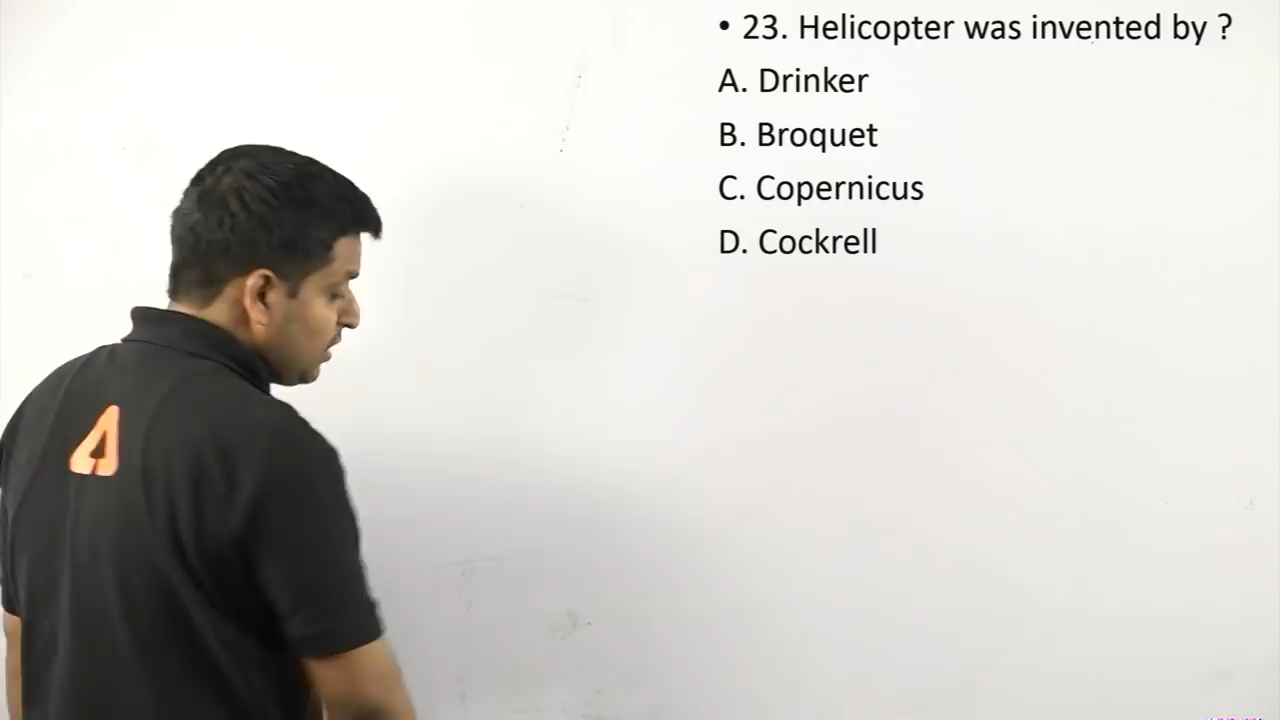 • 23. Helicopter was invented by ?
A. Drinker
B. Broquet
C. Copernicus
D. Cockrell